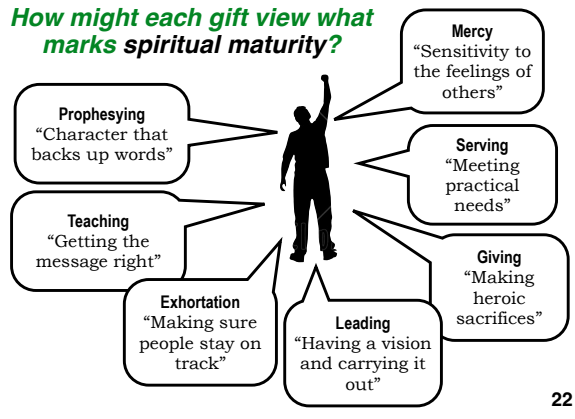 How might each gift view what
marks spiritual maturity?
Mercy
“Sensitivity to
the feelings of
others”
Prophesying
“Character that
backs up words”
Serving
“Meeting
practical
needs”
Teaching
“Getting the
message right”
Giving
“Making
heroic
sacrifices”
Exhortation
“Making sure
people stay on
track”
Leading
“Having a vision
and carrying it
out”
22